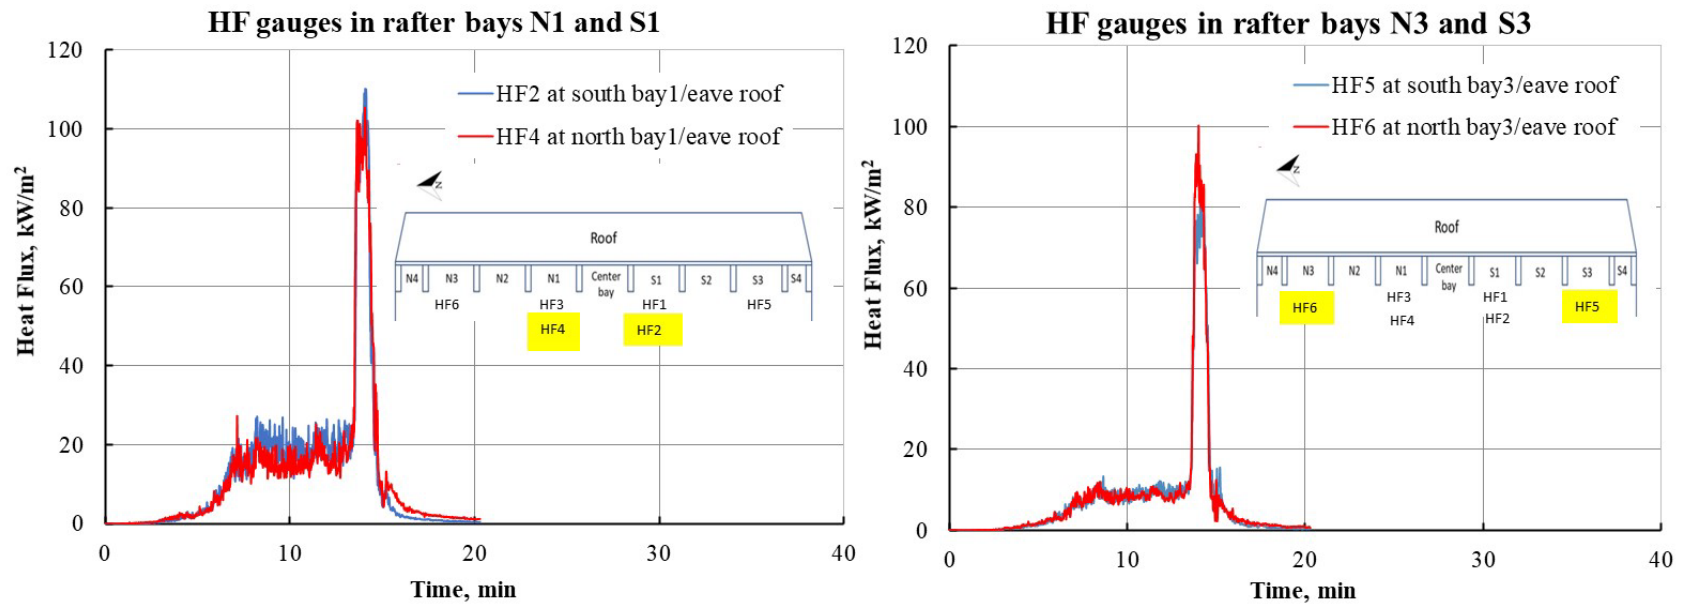 HF gauges in rafter bays N1 and S1
120
100
80
60
40
20
0
Heat Flux, kW/m²
HF2 at south bay1/eave roof
HF4 at north bay1/eave roof
z
Roof
N4 N3 N2 N1 Center bay S1 S2 S3 S4
HF6 HF3 HF1 HF5
HF4 HF2
0 10 20 30 40
Time, min
HF gauges in rafter bays N3 and S3
120
100
80
60
40
20
0
Heat Flux, kW/m²
HF5 at south bay3/eave roof
HF6 at north bay3/eave roof
z
Roof
N4 N3 N2 N1 Center bay S1 S2 S3 S4
HF6 HF3 HF1 HF5
HF4 HF2
0 10 20 30 40
Time, min